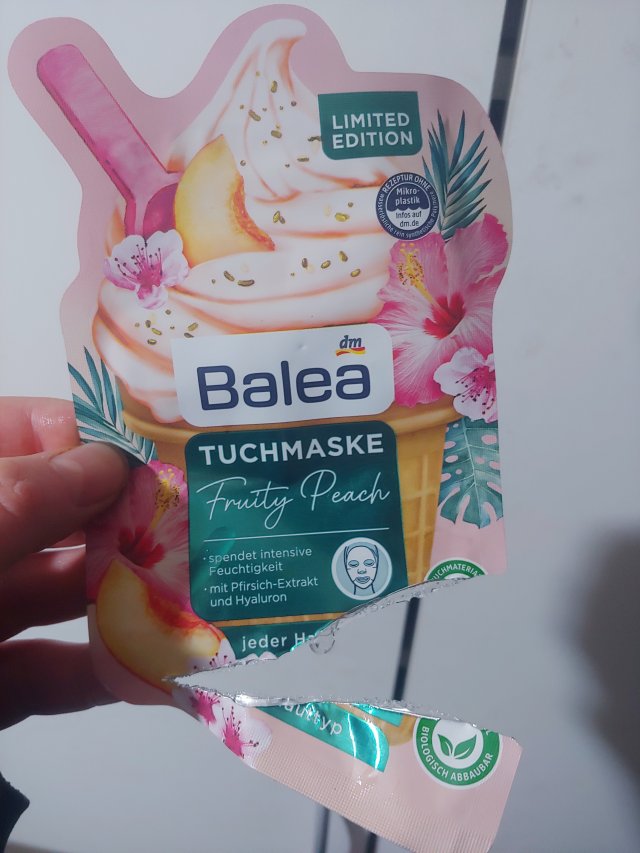 LIMITED
EDITION
REZEPTUR OHNE
Mikro-
plastik
Infos auf
dm.de
dm
Balea
TUCHMASKE
Fruity Peach
· spendet intensive
Feuchtigkeit
· mit Pfirsich-Extrakt
und Hyaluron
jeder
BIOLOGISCH ABBAUBAR